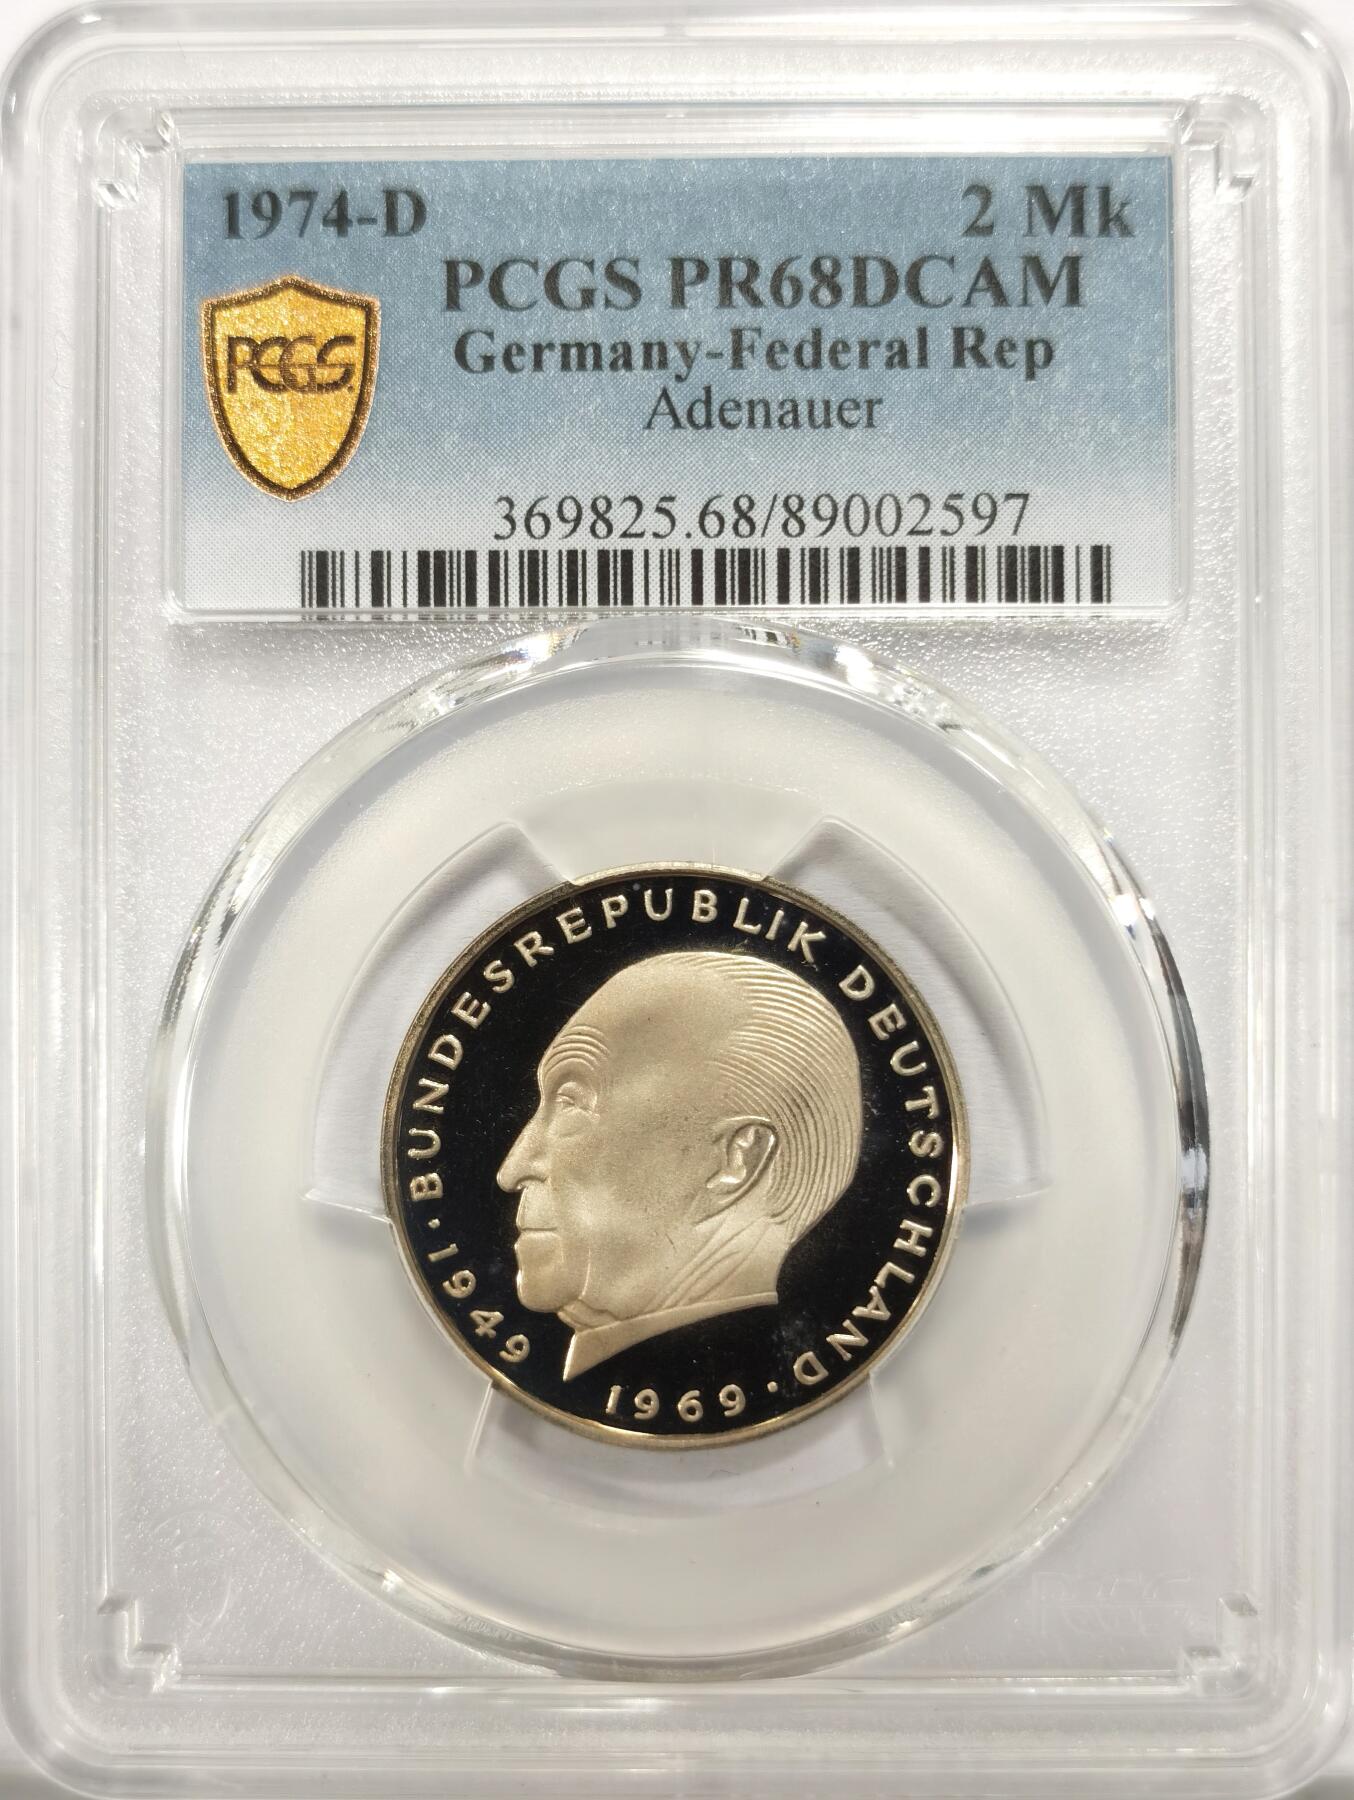 1974-D 2 Mk
PCGS PR68DCAM
Germany-Federal Rep
Adenauer
PCGS
369825.68/89002597
BUNDESREPUBLIK DEUTSCHLAND ·
· 1949
1969